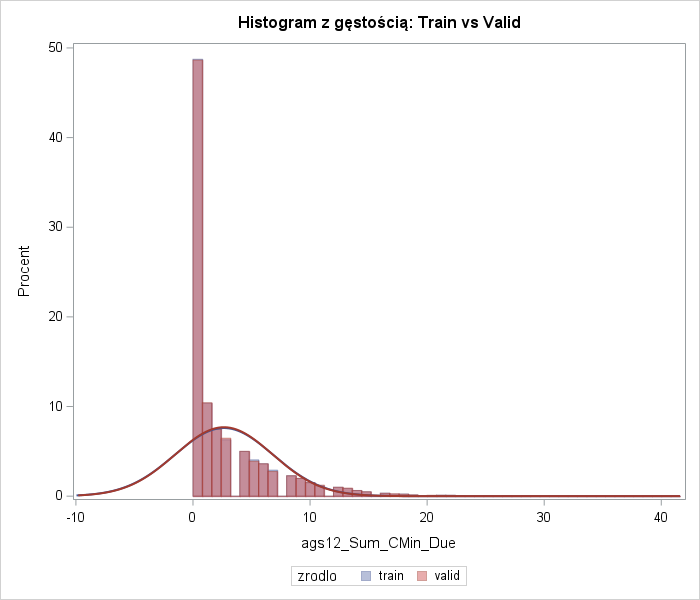 Histogram z gęstością: Train vs Valid
50
40
30
20
10
0
Procent
-10 0 10 20 30 40
ags12_Sum_CMin_Due
zrodlo train valid